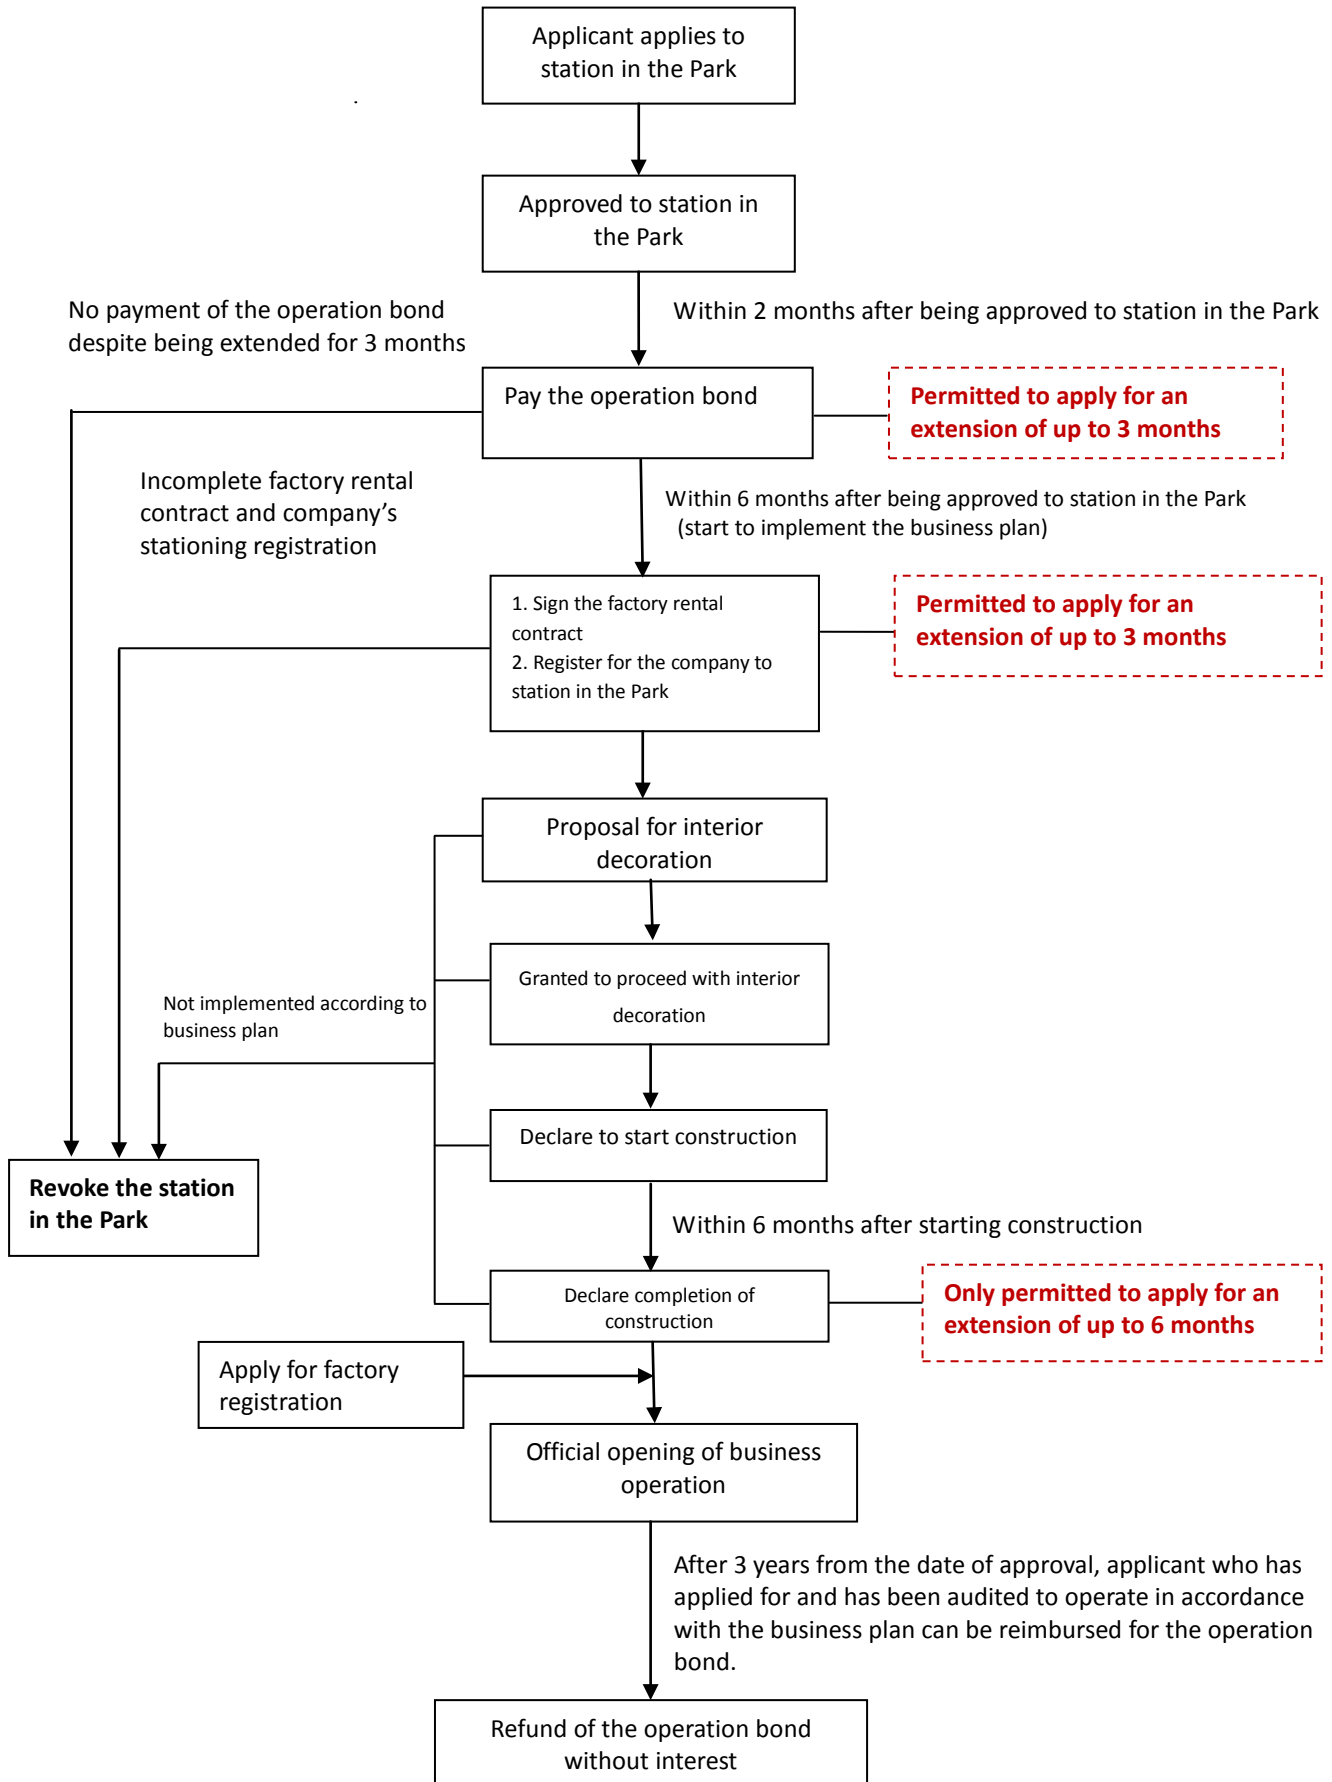 Applicant applies to
station in the Park
Approved to station in
the Park
No payment of the operation bond
despite being extended for 3 months
Within 2 months after being approved to station in the Park
Pay the operation bond
Permitted to apply for an
extension of up to 3 months
Incomplete factory rental
contract and company’s
stationing registration
Within 6 months after being approved to station in the Park
(start to implement the business plan)
1. Sign the factory rental
contract
2. Register for the company to
station in the Park
Permitted to apply for an
extension of up to 3 months
Proposal for interior
decoration
Granted to proceed with interior
decoration
Not implemented according to
business plan
Declare to start construction
Revoke the station
in the Park
Within 6 months after starting construction
Declare completion of
construction
Only permitted to apply for an
extension of up to 6 months
Apply for factory
registration
Official opening of business
operation
After 3 years from the date of approval, applicant who has
applied for and has been audited to operate in accordance
with the business plan can be reimbursed for the operation
bond.
Refund of the operation bond
without interest